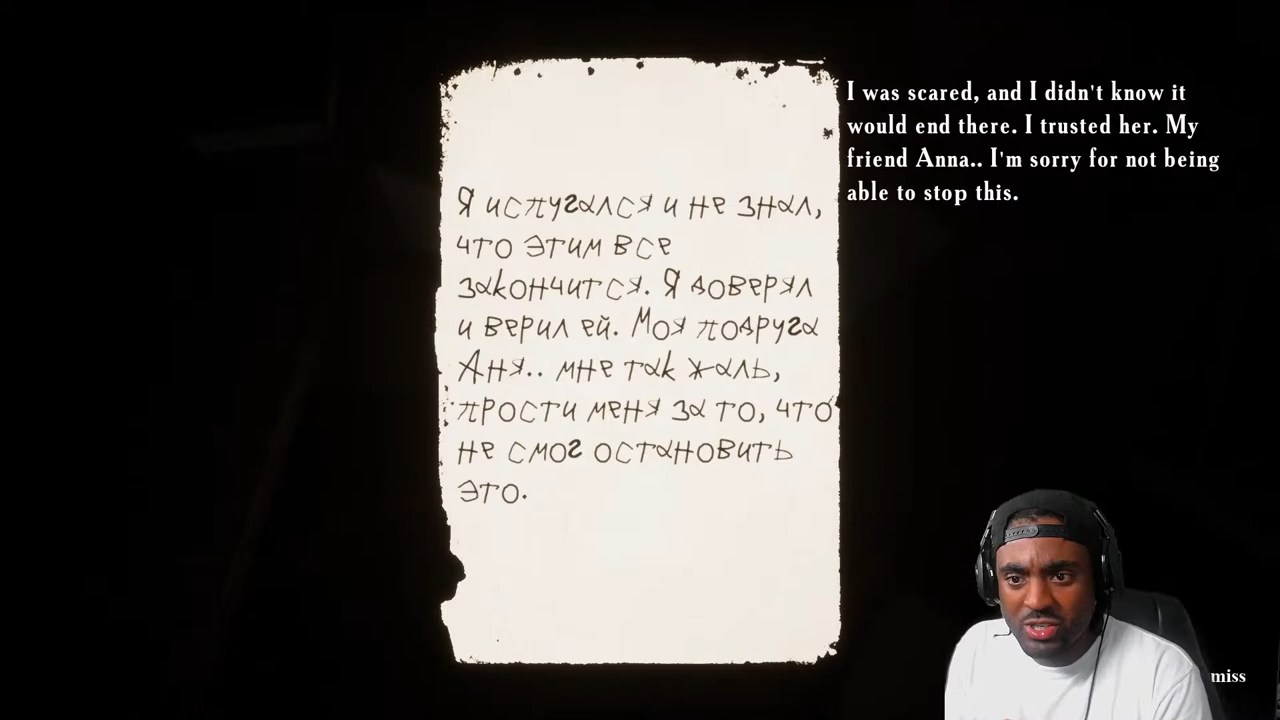 Я испугался и не знал,
что этим все
закончится. Я доверял
и верил ей. Моя подруга
Аня.. мне так жаль,
прости меня за то, что
не смог остановить
это.
I was scared, and I didn't know it
would end there. I trusted her. My
friend Anna.. I'm sorry for not being
able to stop this.
miss